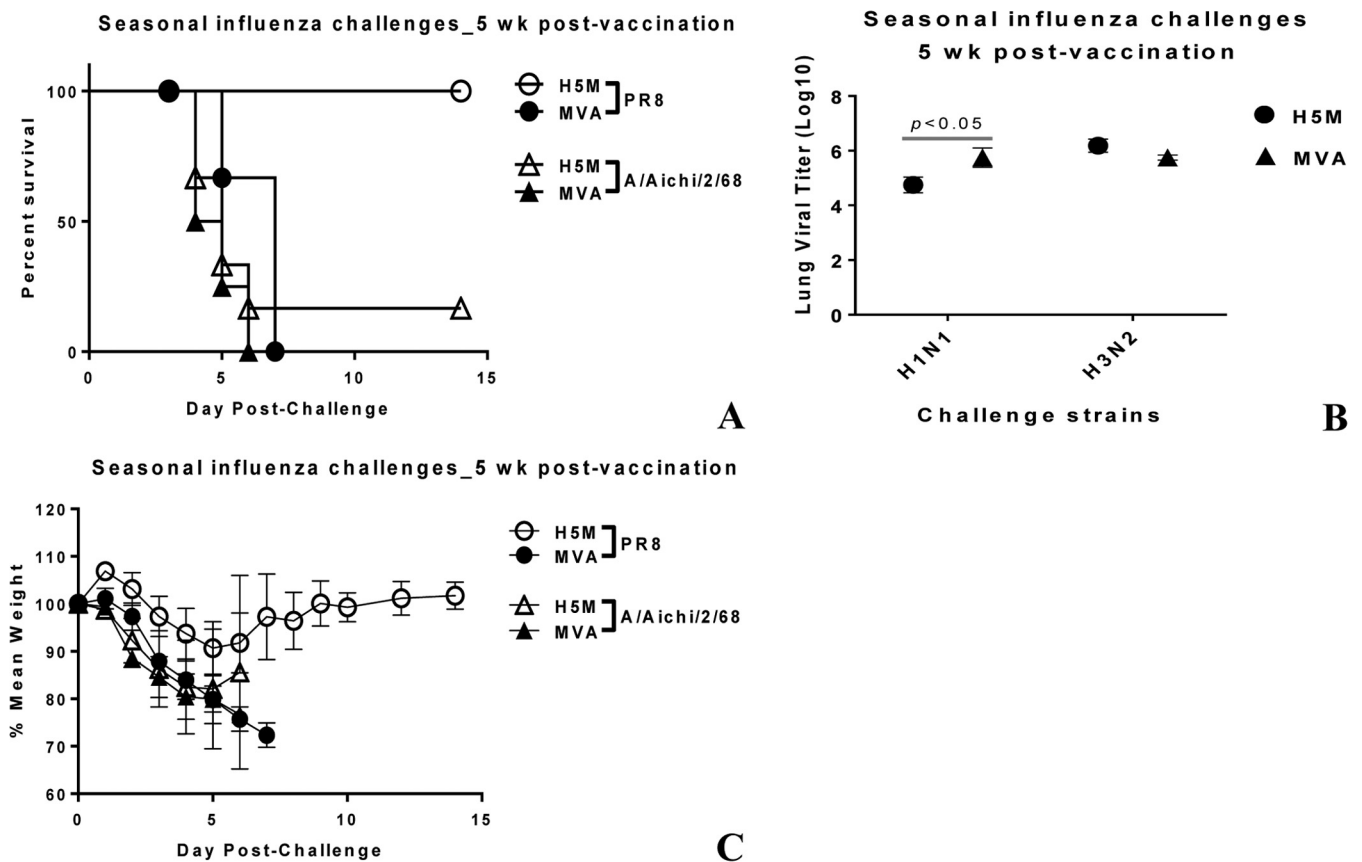 Seasonal influenza challenges_5 wk post-vaccination
Percent survival
100
50
0
0
5
10
15
Day Post-Challenge
H5M
MVA
PR8
H5M
MVA
A/Aichi/2/68
A
Seasonal influenza challenges
5 wk post-vaccination
Lung Viral Titer (Log10)
8
6
4
2
0
p<0.05
H5M
MVA
H1N1
H3N2
Challenge strains
B
Seasonal influenza challenges_5 wk post-vaccination
% Mean Weight
120
110
100
90
80
70
60
0
5
10
15
Day Post-Challenge
H5M
MVA
PR8
H5M
MVA
A/Aichi/2/68
C